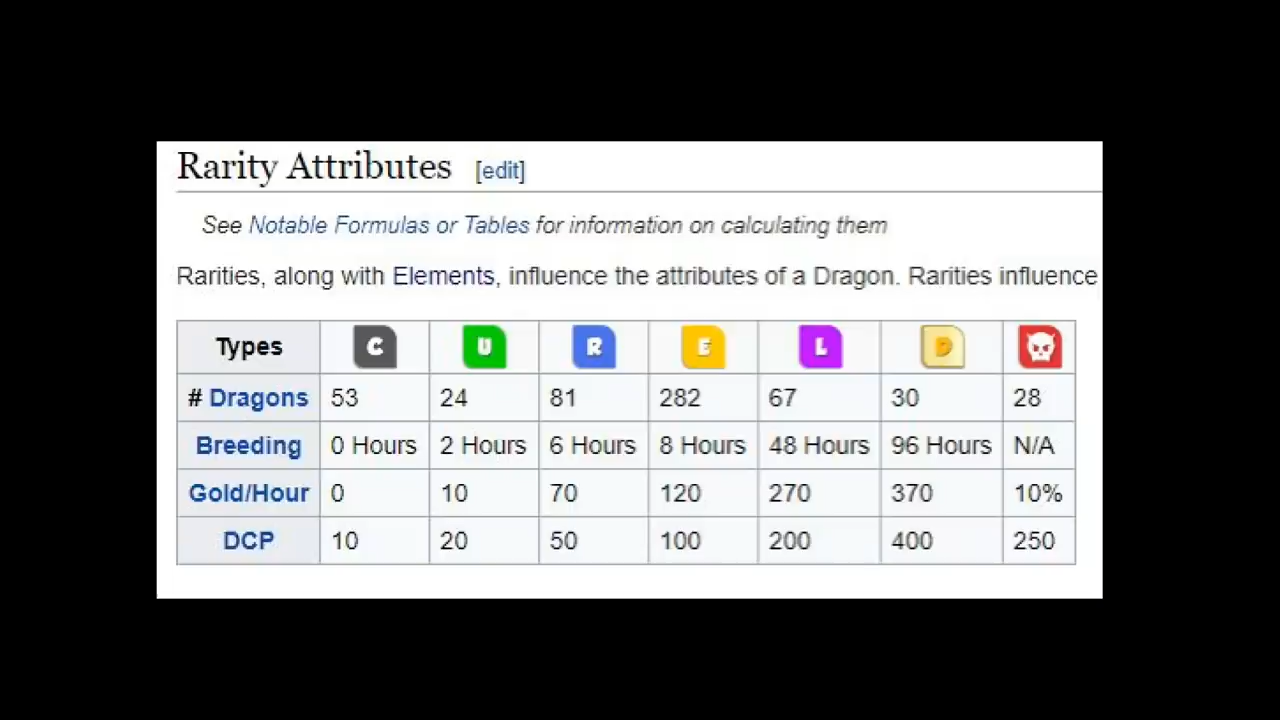 Rarity Attributes [edit]
See Notable Formulas or Tables for information on calculating them
Rarities, along with Elements, influence the attributes of a Dragon. Rarities influence
Types C U R E L D
# Dragons 53 24 81 282 67 30 28
Breeding 0 Hours 2 Hours 6 Hours 8 Hours 48 Hours 96 Hours N/A
Gold/Hour 0 10 70 120 270 370 10%
DCP 10 20 50 100 200 400 250